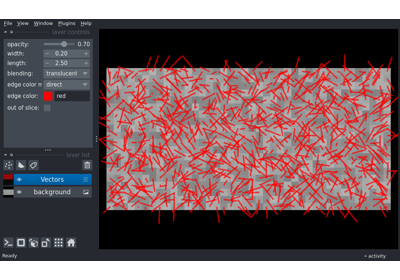 File View Window Plugins Help
layer controls
opacity: 0.70
width: 0.20
length: 2.50
blending: translucent
edge color m direct
edge color: red
out of slice:
layer list
Vectors
background
Ready
activity